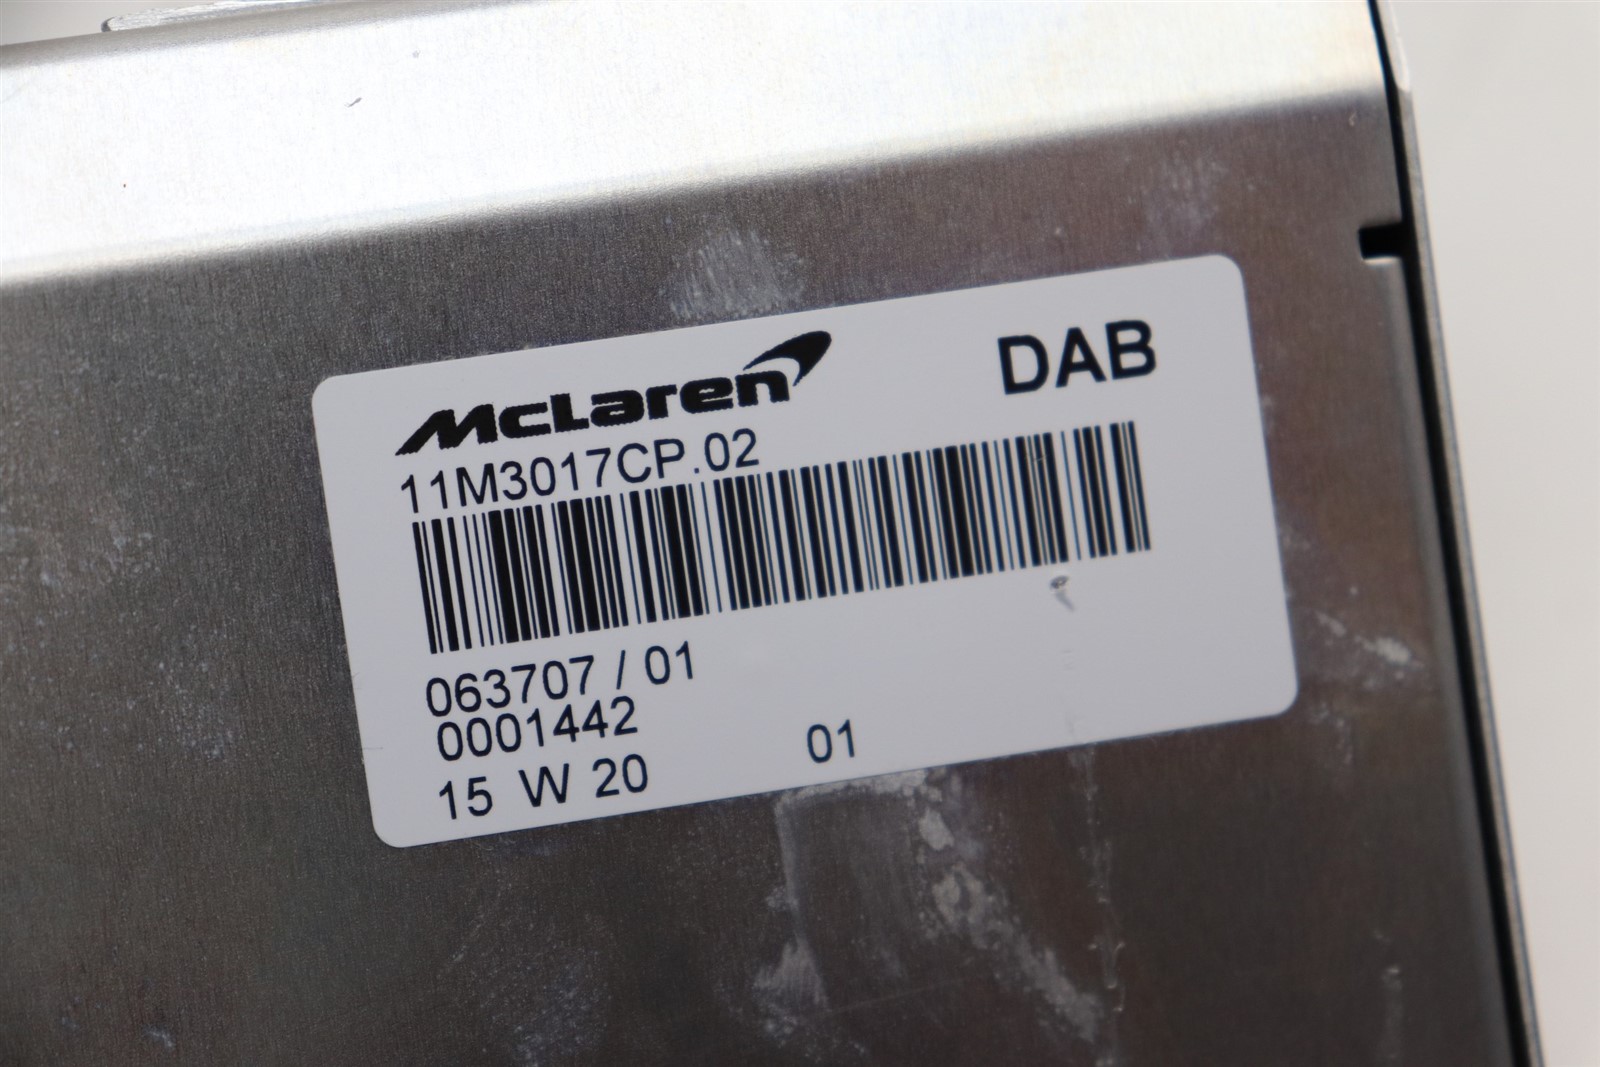 McLaren DAB
11M3017CP.02
063707 / 01
0001442
15 W 20 01